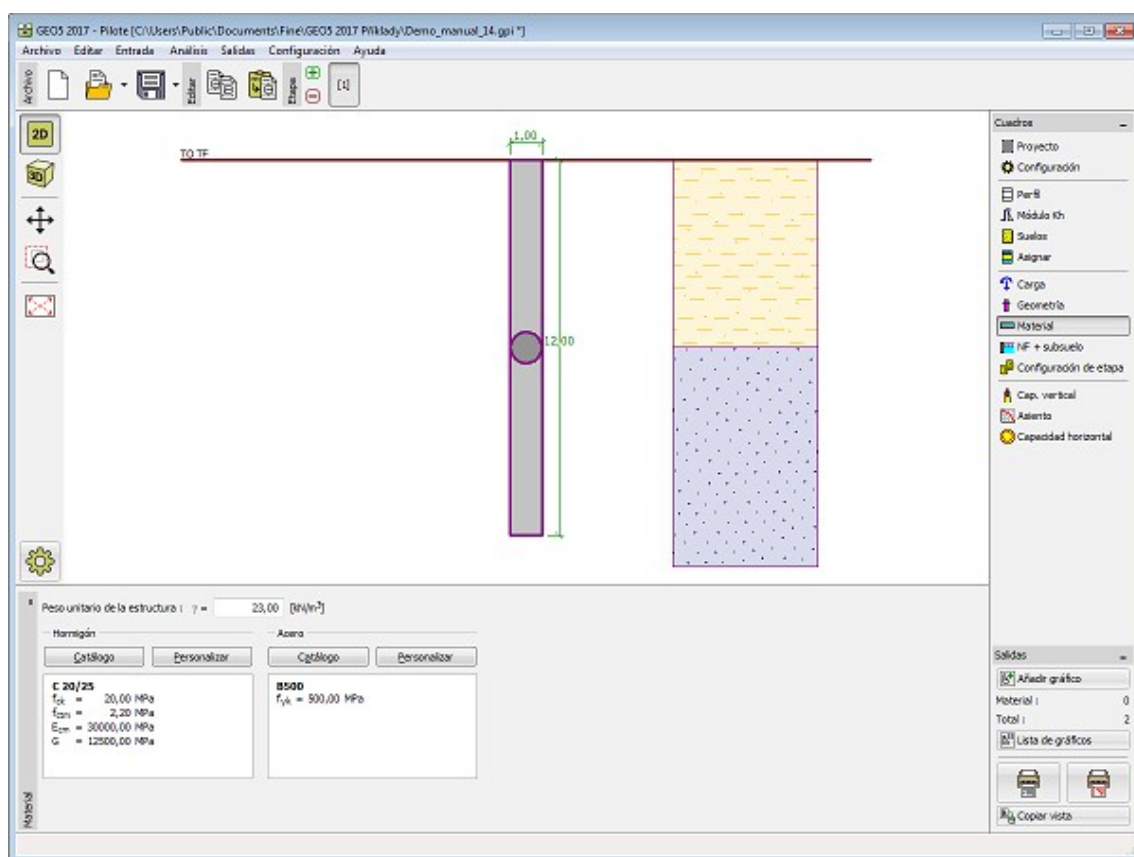 GEO5 2017 - Pilote [C:\Users\Public\Documents\Fine\GEO5 2017 Příklady\Demo_manual_14.gpi *]
Archivo Editar Entrada Análisis Salidas Configuración Ayuda
Archivo
Editar
Etapa
[1]
2D
3D
TO TF
1,00
12,00
Cuadros
Proyecto
Configuración
Perfil
Módulo Kh
Suelos
Asignar
Carga
Geometría
Material
NF + subsuelo
Configuración de etapa
Cap. vertical
Asiento
Capacidad horizontal
Material
Peso unitario de la estructura : γ = 23,00 [kN/m³]
Hormigón
Catálogo Personalizar
C 20/25
fck = 20,00 MPa
fctm = 2,20 MPa
Ecm = 30000,00 MPa
G = 12500,00 MPa
Acero
Catálogo Personalizar
B500
fyk = 500,00 MPa
Salidas
Añadir gráfico
Material : 0
Total : 2
Lista de gráficos
Copiar vista